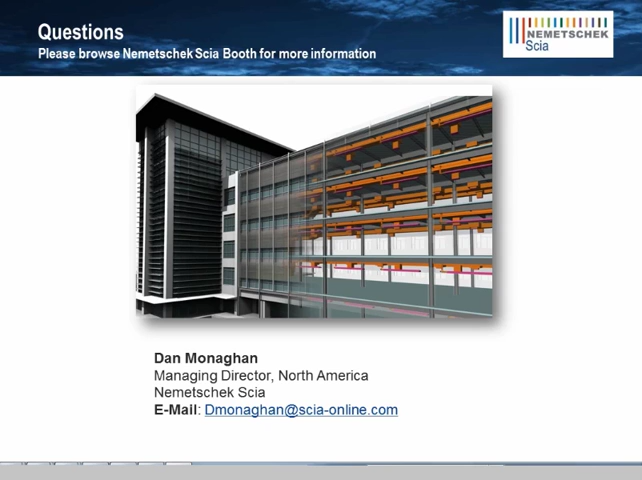 Questions
Please browse Nemetschek Scia Booth for more information
NEMETSCHEK
Scia
Dan Monaghan
Managing Director, North America
Nemetschek Scia
E-Mail: Dmonaghan@scia-online.com